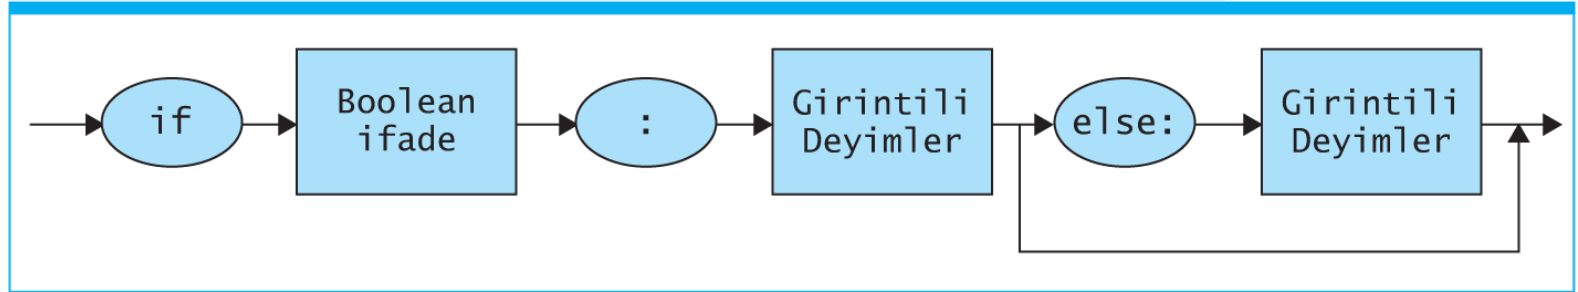 if
Boolean
ifade
:
Girintili
Deyimler
else:
Girintili
Deyimler